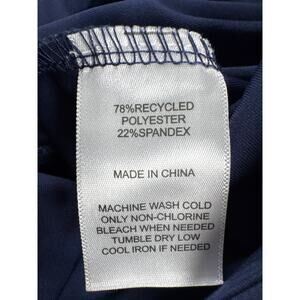 78%RECYCLED
POLYESTER
22%SPANDEX
MADE IN CHINA
MACHINE WASH COLD
ONLY NON-CHLORINE
BLEACH WHEN NEEDED
TUMBLE DRY LOW
COOL IRON IF NEEDED